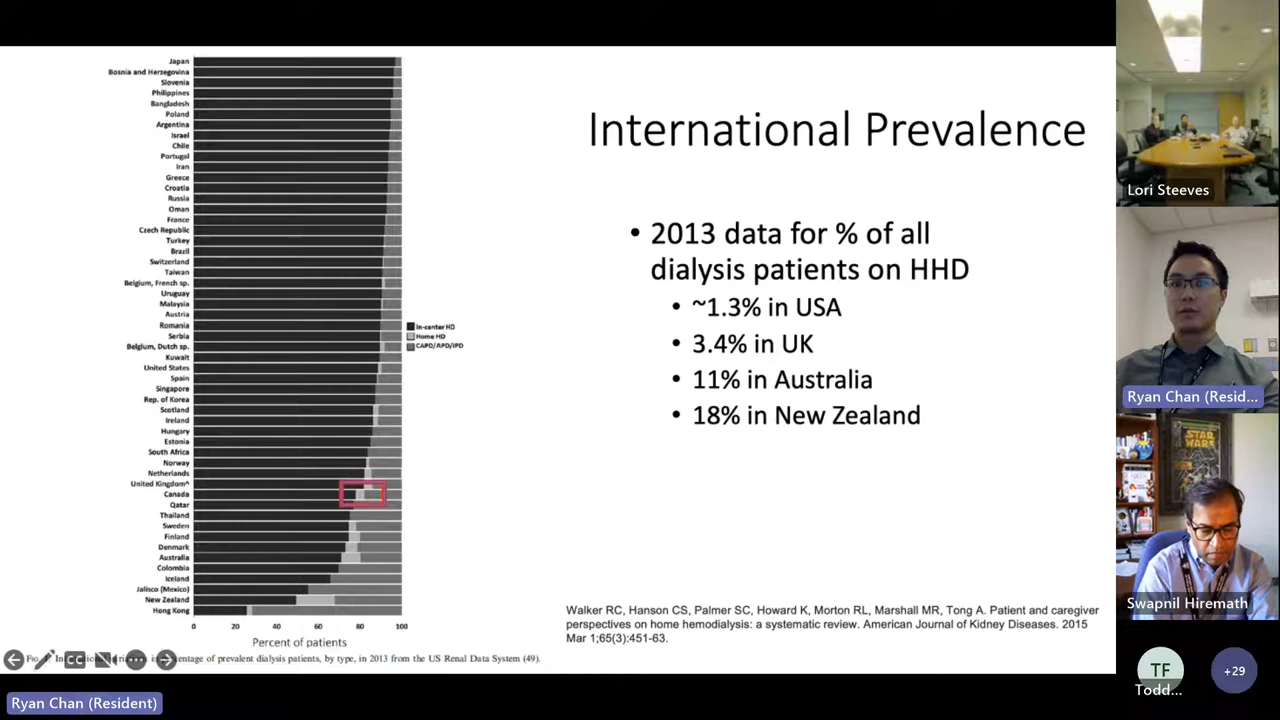 Japan
Bosnia and Herzegovina
Slovenia
Philippines
Bangladesh
Poland
Argentina
Israel
Chile
Portugal
Iran
Greece
Croatia
Russia
Oman
France
Czech Republic
Turkey
Brazil
Switzerland
Taiwan
Belgium, French sp.
Uruguay
Malaysia
Austria
Romania
Serbia
Belgium, Dutch sp.
Kuwait
United States
Spain
Singapore
Rep. of Korea
Scotland
Ireland
Hungary
Estonia
South Africa
Norway
Netherlands
United Kingdom^
Canada
Qatar
Thailand
Sweden
Finland
Denmark
Australia
Colombia
Iceland
Jalisco (Mexico)
New Zealand
Hong Kong
0 20 40 60 80 100
Percent of patients
In-center HD
Home HD
CAPD/APD/IPD
entage of prevalent dialysis patients, by type, in 2013 from the US Renal Data System (49).
International Prevalence
• 2013 data for % of all
dialysis patients on HHD
• ~1.3% in USA
• 3.4% in UK
• 11% in Australia
• 18% in New Zealand
Walker RC, Hanson CS, Palmer SC, Howard K, Morton RL, Marshall MR, Tong A. Patient and caregiver
perspectives on home hemodialysis: a systematic review. American Journal of Kidney Diseases. 2015
Mar 1;65(3):451-63.
Lori Steeves
Ryan Chan (Resid...
STAR
WARS
Swapnil Hiremath
TF
Todd...
+29
Ryan Chan (Resident)